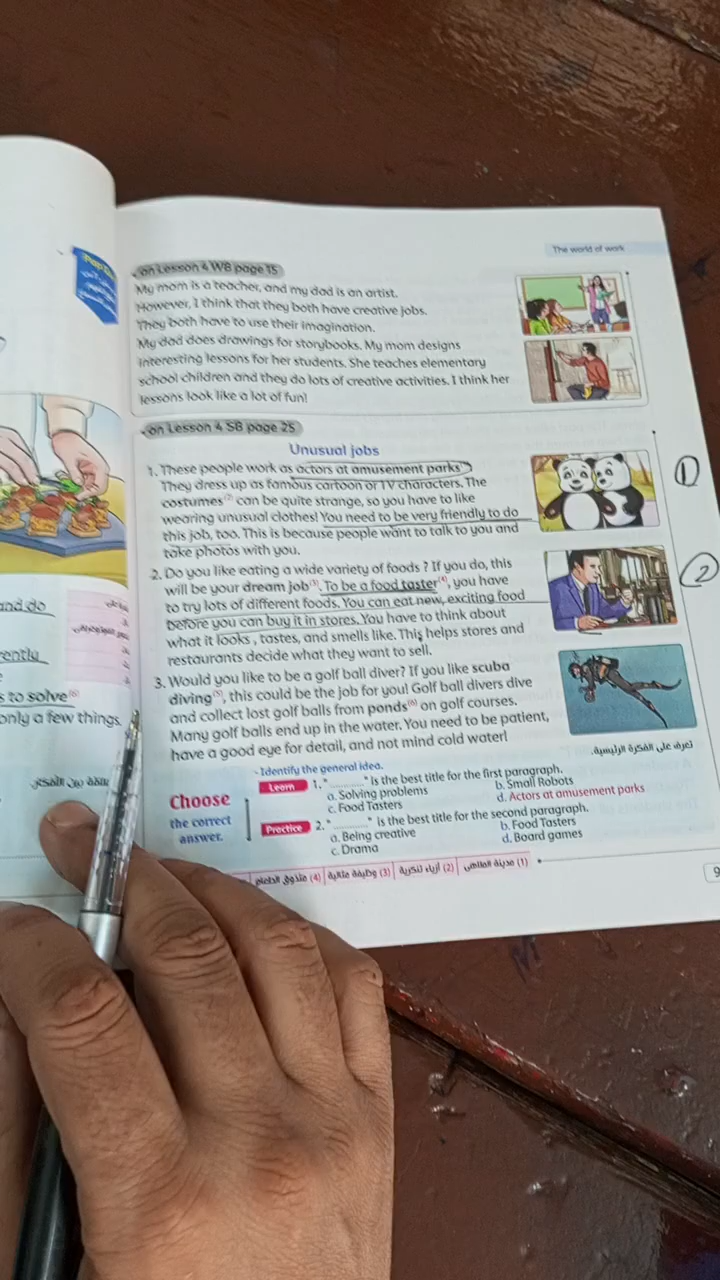 The world of work
on Lesson 4 WB page 15
My mom is a teacher, and my dad is an artist.
However, I think that they both have creative jobs.
They both have to use their imagination.
My dad does drawings for storybooks. My mom designs
interesting lessons for her students. She teaches elementary
school children and they do lots of creative activities. I think her
lessons look like a lot of fun!
on Lesson 4 SB page 25
Unusual jobs
1. These people work as actors at amusement parks
They dress up as famous cartoon or TV characters. The
costumes(2) can be quite strange, so you have to like
wearing unusual clothes! You need to be very friendly to do
this job, too. This is because people want to talk to you and
take photos with you.
1
2. Do you like eating a wide variety of foods ? If you do, this
will be your dream job(3). To be a food taster(4), you have
to try lots of different foods. You can eat new, exciting food
before you can buy it in stores. You have to think about
what it looks , tastes, and smells like. This helps stores and
restaurants decide what they want to sell.
2
3. Would you like to be a golf ball diver? If you like scuba
diving(5), this could be the job for you! Golf ball divers dive
and collect lost golf balls from ponds(6) on golf courses.
Many golf balls end up in the water. You need to be patient,
have a good eye for detail, and not mind cold water!
- Identify the general idea.
تعرف على الفكرة الرئيسية.
Choose
the correct
answer.
Learn 1. "..........." is the best title for the first paragraph.
a. Solving problems b. Small Robots
c. Food Tasters d. Actors at amusement parks
Practice 2. "..........." is the best title for the second paragraph.
a. Being creative b. Food Tasters
c. Drama d. Board games
(1) مدينة الملاهي (2) أزياء تنكرية (3) وظيفة مثالية (4) متذوق الطعام
9
and do
ently
s to solve(6)
only a few things.